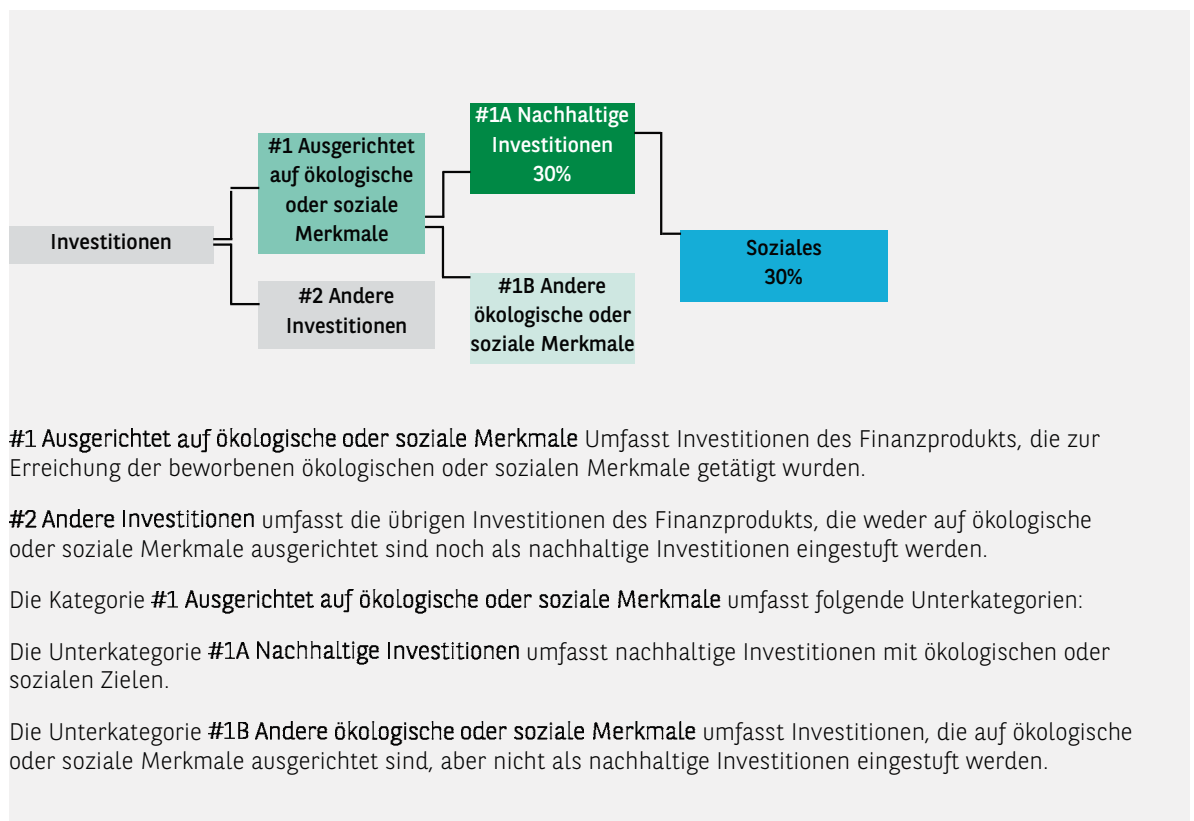 #1A Nachhaltige
Investitionen
30%
#1 Ausgerichtet
auf ökologische
oder soziale
Merkmale
Investitionen
Soziales
30%
#2 Andere
Investitionen
#1B Andere
ökologische oder
soziale Merkmale
#1 Ausgerichtet auf ökologische oder soziale Merkmale Umfasst Investitionen des Finanzprodukts, die zur
Erreichung der beworbenen ökologischen oder sozialen Merkmale getätigt wurden.
#2 Andere Investitionen umfasst die übrigen Investitionen des Finanzprodukts, die weder auf ökologische
oder soziale Merkmale ausgerichtet sind noch als nachhaltige Investitionen eingestuft werden.
Die Kategorie #1 Ausgerichtet auf ökologische oder soziale Merkmale umfasst folgende Unterkategorien:
Die Unterkategorie #1A Nachhaltige Investitionen umfasst nachhaltige Investitionen mit ökologischen oder
sozialen Zielen.
Die Unterkategorie #1B Andere ökologische oder soziale Merkmale umfasst Investitionen, die auf ökologische
oder soziale Merkmale ausgerichtet sind, aber nicht als nachhaltige Investitionen eingestuft werden.